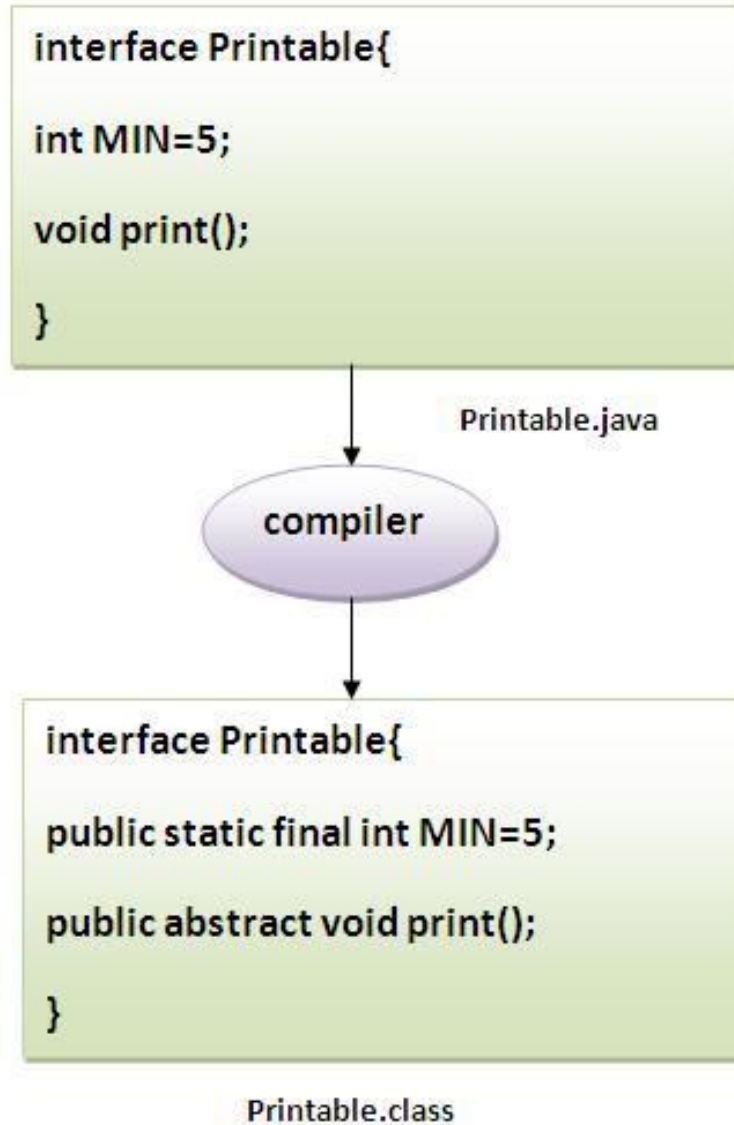 interface Printable{
int MIN=5;
void print();
}
Printable.java
compiler
interface Printable{
public static final int MIN=5;
public abstract void print();
}
Printable.class